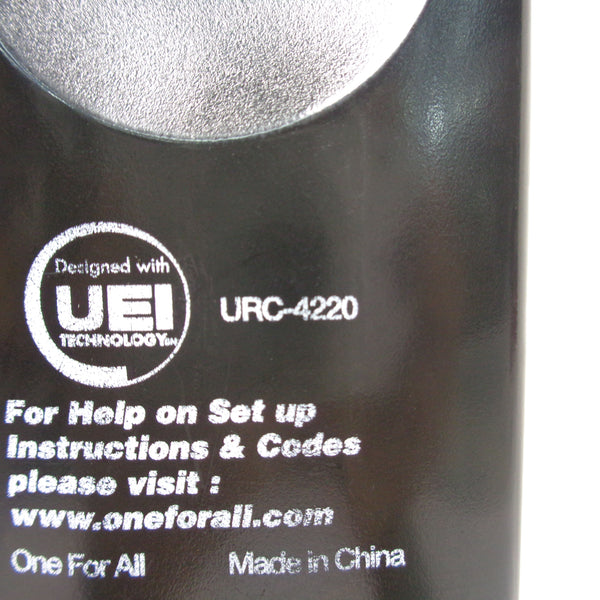 Designed with
UEI
TECHNOLOGY
URC-4220
For Help on Set up
Instructions & Codes
please visit :
www.oneforall.com
One For All
Made in China